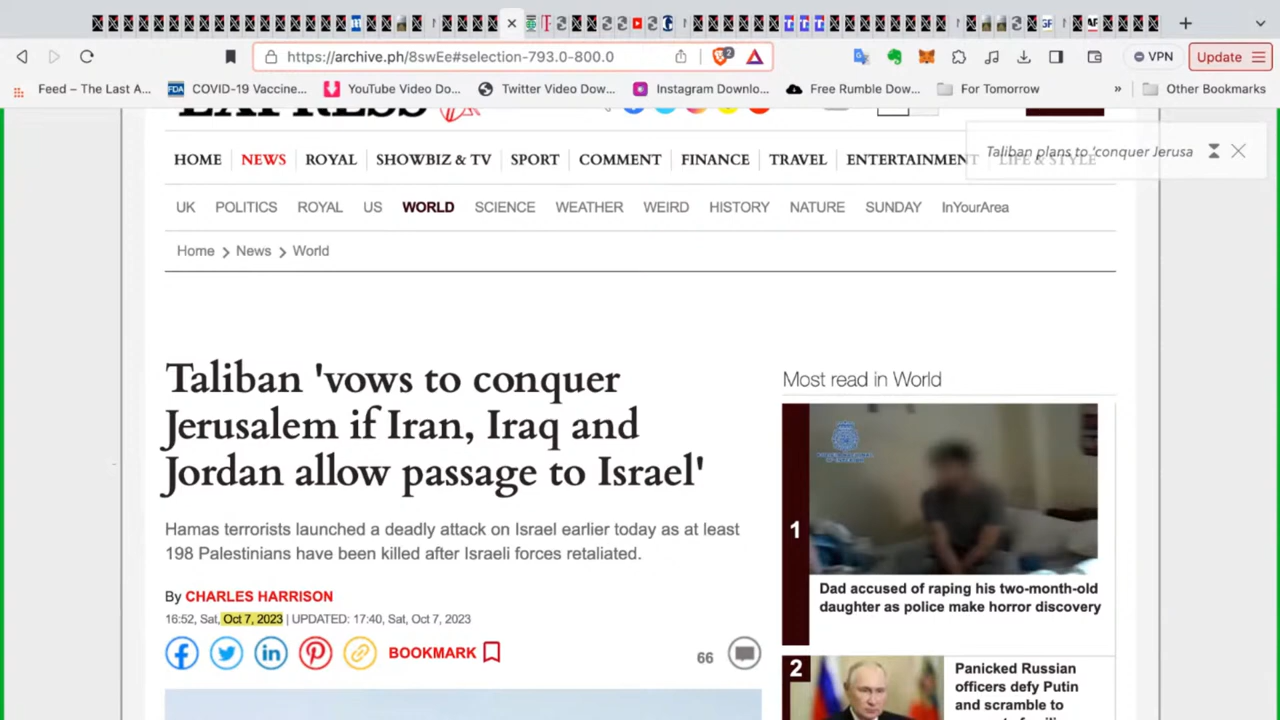 https://archive.ph/8swEe#selection-793.0-800.0
2
VPN
Update
Feed – The Last A...
FDA
COVID-19 Vaccine...
YouTube Video Do...
Twitter Video Dow...
Instagram Downlo...
Free Rumble Dow...
For Tomorrow
»
Other Bookmarks
EXPRESS
Taliban plans to 'conquer Jerusa
HOME NEWS ROYAL SHOWBIZ & TV SPORT COMMENT FINANCE TRAVEL ENTERTAINMENT LIFE & STYLE
UK POLITICS ROYAL US WORLD SCIENCE WEATHER WEIRD HISTORY NATURE SUNDAY InYourArea
Home > News > World
Taliban 'vows to conquer
Jerusalem if Iran, Iraq and
Jordan allow passage to Israel'
Hamas terrorists launched a deadly attack on Israel earlier today as at least
198 Palestinians have been killed after Israeli forces retaliated.
By CHARLES HARRISON
16:52, Sat, Oct 7, 2023 | UPDATED: 17:40, Sat, Oct 7, 2023
BOOKMARK
66
Most read in World
1
Dad accused of raping his two-month-old
daughter as police make horror discovery
2
Panicked Russian
officers defy Putin
and scramble to